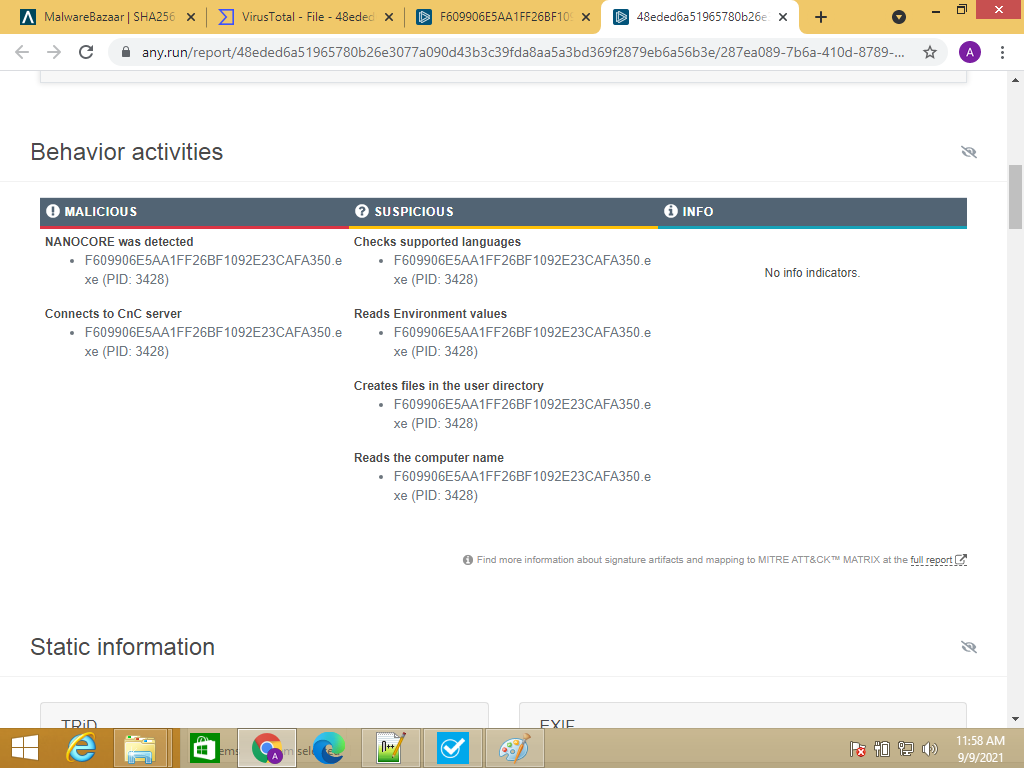 MalwareBazaar | SHA256
VirusTotal - File - 48eded
F609906E5AA1FF26BF109
48eded6a51965780b26e
any.run/report/48eded6a51965780b26e3077a090d43b3c39fda8aa5a3bd369f2879eb6a56b3e/287ea089-7b6a-410d-8789-...
A
Behavior activities
MALICIOUS
SUSPICIOUS
INFO
NANOCORE was detected
F609906E5AA1FF26BF1092E23CAFA350.e
xe (PID: 3428)
Connects to CnC server
F609906E5AA1FF26BF1092E23CAFA350.e
xe (PID: 3428)
Checks supported languages
F609906E5AA1FF26BF1092E23CAFA350.e
xe (PID: 3428)
Reads Environment values
F609906E5AA1FF26BF1092E23CAFA350.e
xe (PID: 3428)
Creates files in the user directory
F609906E5AA1FF26BF1092E23CAFA350.e
xe (PID: 3428)
Reads the computer name
F609906E5AA1FF26BF1092E23CAFA350.e
xe (PID: 3428)
No info indicators.
Find more information about signature artifacts and mapping to MITRE ATT&CK™ MATRIX at the full report
Static information
TRiD
EXIF
A
11:58 AM
9/9/2021